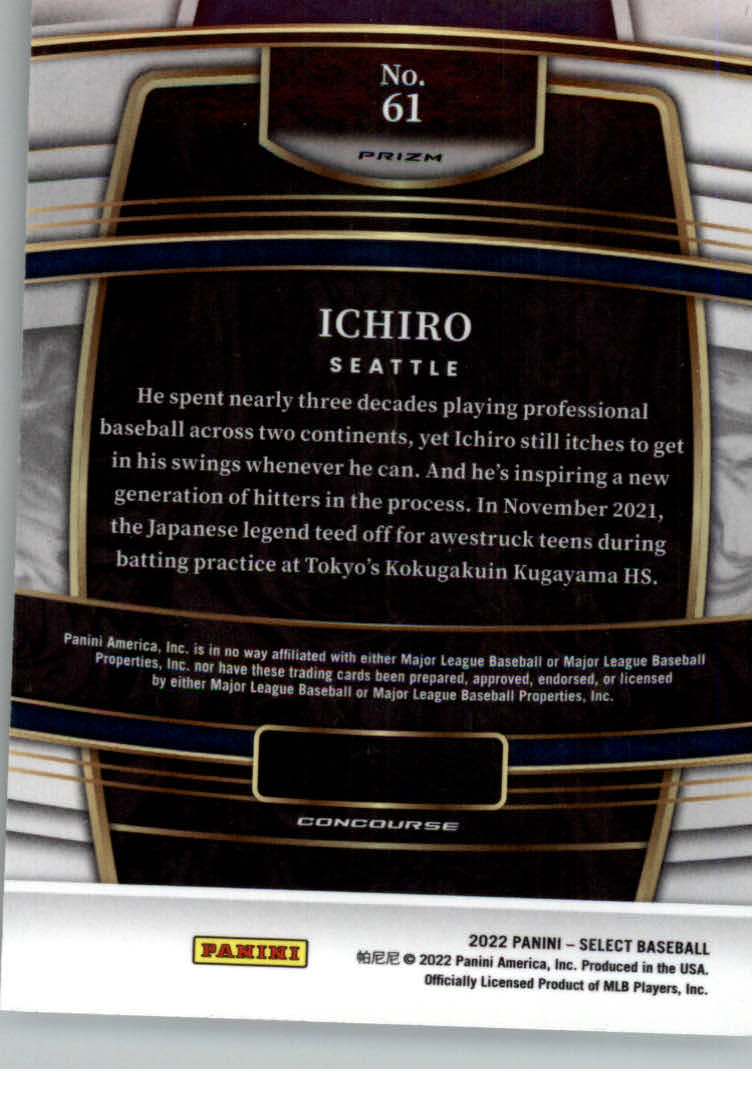 No.
61
PRIZM
ICHIRO
SEATTLE
He spent nearly three decades playing professional
baseball across two continents, yet Ichiro still itches to get
in his swings whenever he can. And he's inspiring a new
generation of hitters in the process. In November 2021,
the Japanese legend teed off for awestruck teens during
batting practice at Tokyo's Kokugakuin Kugayama HS.
Panini America, Inc. is in no way affiliated with either Major League Baseball or Major League Baseball
Properties, Inc. nor have these trading cards been prepared, approved, endorsed, or licensed
by either Major League Baseball or Major League Baseball Properties, Inc.
CONCOURSE
PANINI
2022 PANINI – SELECT BASEBALL
帕尼尼 © 2022 Panini America, Inc. Produced in the USA.
Officially Licensed Product of MLB Players, Inc.